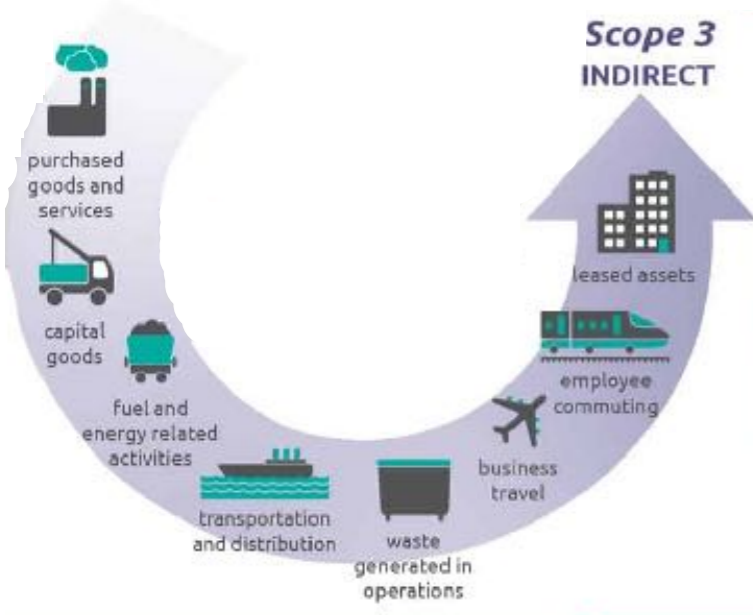 Scope 3
INDIRECT
purchased
goods and
services
capital
goods
fuel and
energy related
activities
transportation
and distribution
waste
generated in
operations
business
travel
employee
commuting
leased assets